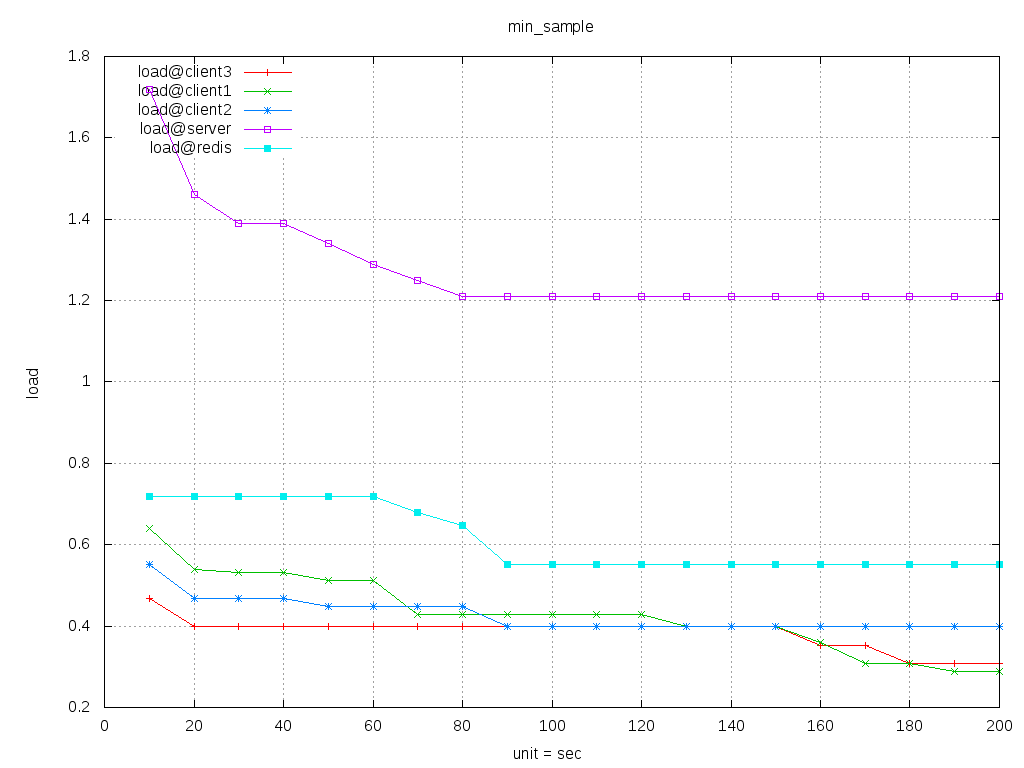 min_sample
1.8
1.6
1.4
1.2
1
0.8
0.6
0.4
0.2
load
load@client3
load@client1
load@client2
load@server
load@redis
0 20 40 60 80 100 120 140 160 180 200
unit = sec